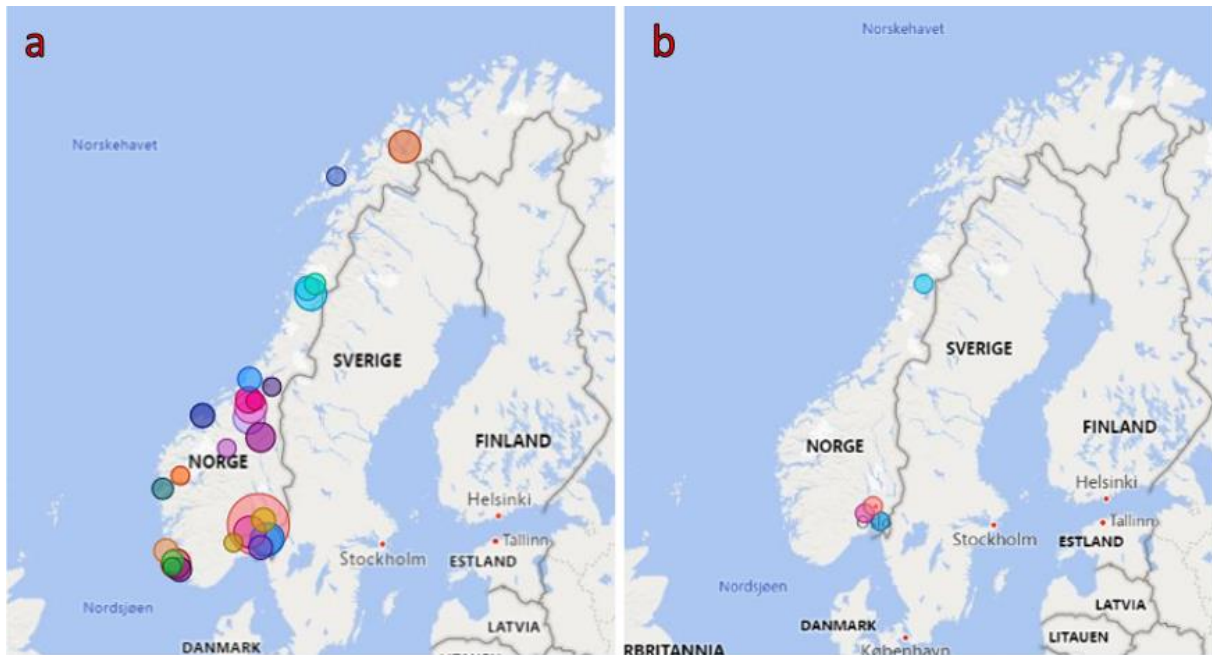 a
Norskehavet
SVERIGE
FINLAND
NORGE
Helsinki
Tallinn
Stockholm
ESTLAND
Nordsjøen
LATVIA
DANMARK
b
Norskehavet
SVERIGE
NORGE
FINLAND
Helsinki
Tallinn
Stockholm
ESTLAND
Nordsjøen
LATVIA
DANMARK
LITAUEN
København
RBRITANNIA